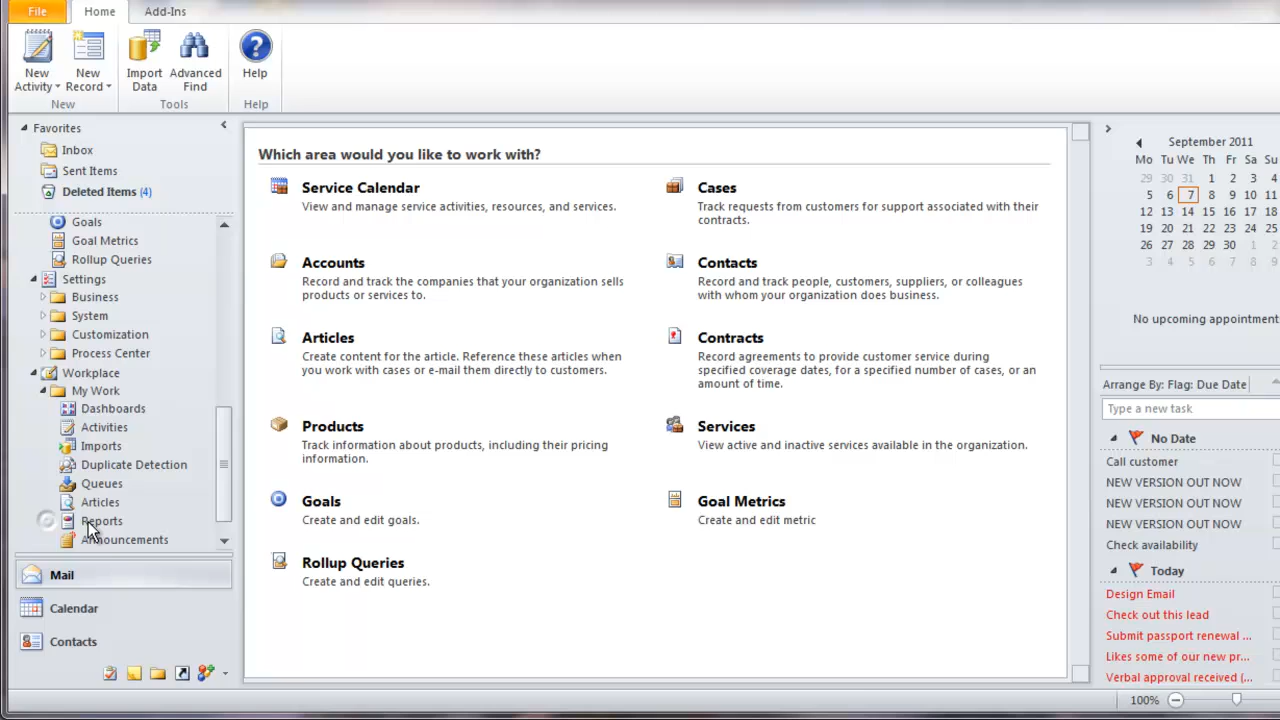 File
Home
Add-Ins
New Activity
New Record
Import Data
Advanced Find
Help
New
Tools
Help
Favorites
Inbox
Sent Items
Deleted Items (4)
Goals
Goal Metrics
Rollup Queries
Settings
Business
System
Customization
Process Center
Workplace
My Work
Dashboards
Activities
Imports
Duplicate Detection
Queues
Articles
Reports
Announcements
Mail
Calendar
Contacts
Which area would you like to work with?
Service Calendar
View and manage service activities, resources, and services.
Cases
Track requests from customers for support associated with their
contracts.
Accounts
Record and track the companies that your organization sells
products or services to.
Contacts
Record and track people, customers, suppliers, or colleagues
with whom your organization does business.
Articles
Create content for the article. Reference these articles when
you work with cases or e-mail them directly to customers.
Contracts
Record agreements to provide customer service during
specified coverage dates, for a specified number of cases, or an
amount of time.
Products
Track information about products, including their pricing
information.
Services
View active and inactive services available in the organization.
Goals
Create and edit goals.
Goal Metrics
Create and edit metric
Rollup Queries
Create and edit queries.
September 2011
Mo Tu We Th Fr Sa Su
29 30 31 1 2 3 4
5 6 7 8 9 10 11
12 13 14 15 16 17 18
19 20 21 22 23 24 25
26 27 28 29 30 1 2
3 4 5 6 7 8 9
No upcoming appointment
Arrange By: Flag: Due Date
Type a new task
No Date
Call customer
NEW VERSION OUT NOW
NEW VERSION OUT NOW
NEW VERSION OUT NOW
Check availability
Today
Design Email
Check out this lead
Submit passport renewal ...
Likes some of our new pr...
Verbal approval received (...
100%